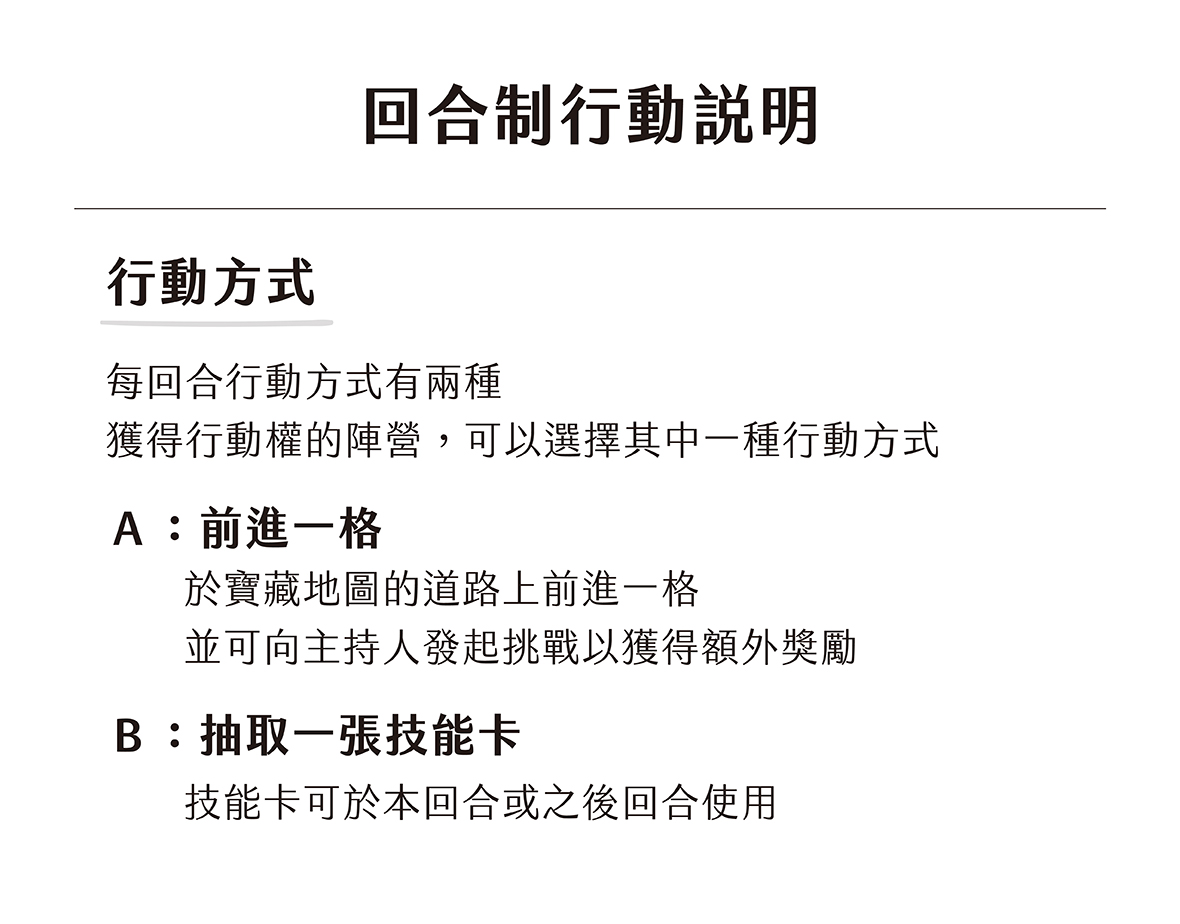 回合制行動説明
行動方式
每回合行動方式有兩種
獲得行動權的陣營，可以選擇其中一種行動方式
A：前進一格
於寶藏地圖的道路上前進一格
並可向主持人發起挑戰以獲得額外獎勵
B：抽取一張技能卡
技能卡可於本回合或之後回合使用